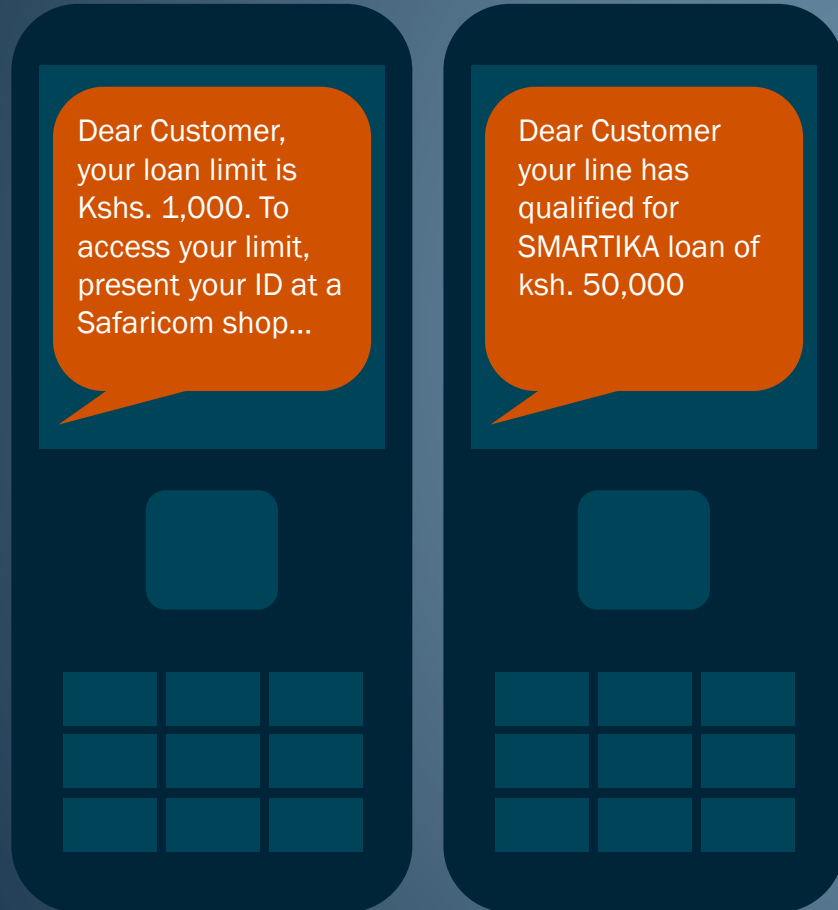 Dear Customer,
your loan limit is
Kshs. 1,000. To
access your limit,
present your ID at a
Safaricom shop...
Dear Customer
your line has
qualified for
SMARTIKA loan of
ksh. 50,000